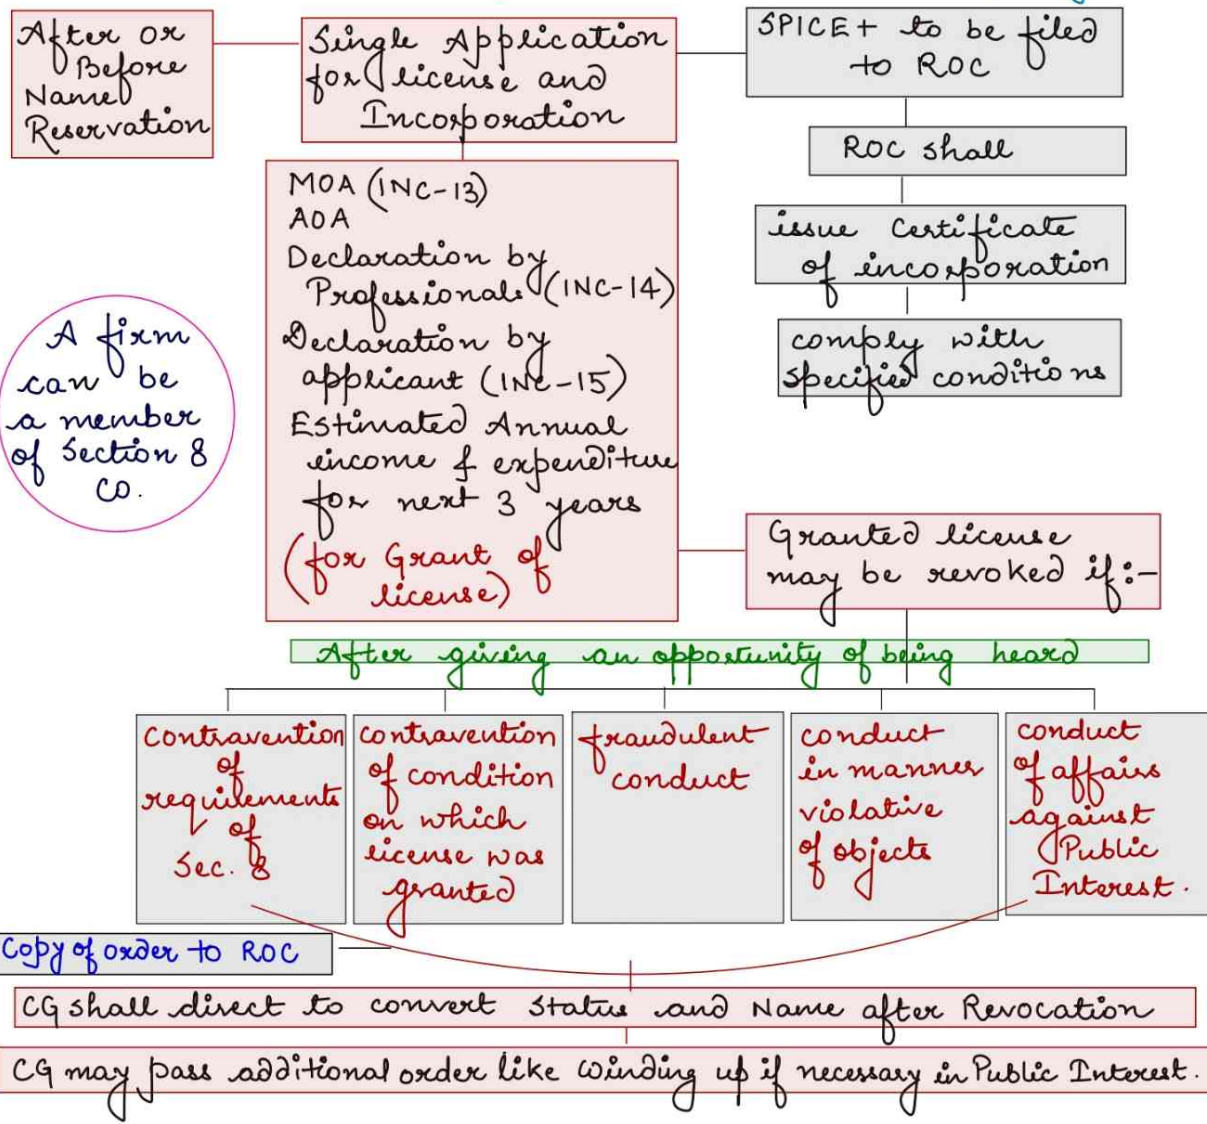 After or
Before
Name
Reservation
Single Application
for license and
Incorporation
SPICE+ to be filed
to ROC
ROC shall
issue Certificate
of incorporation
comply with
specified conditions
MOA (INC-13)
AOA
Declaration by
Professionals (INC-14)
Declaration by
applicant (INC-15)
Estimated Annual
income & expenditure
for next 3 years
(for Grant of
license)
A firm
can be
a member
of Section 8
CO.
Granted license
may be revoked if:-
After giving an opportunity of being heard
Contravention
of
requirements
of
Sec. 8
contravention
of condition
on which
license was
granted
fraudulent
conduct
conduct
in manner
violative
of objects
conduct
of affairs
against
Public
Interest.
Copy of order to ROC
CG shall direct to convert Status and Name after Revocation
CG may pass additional order like Winding up if necessary in Public Interest.